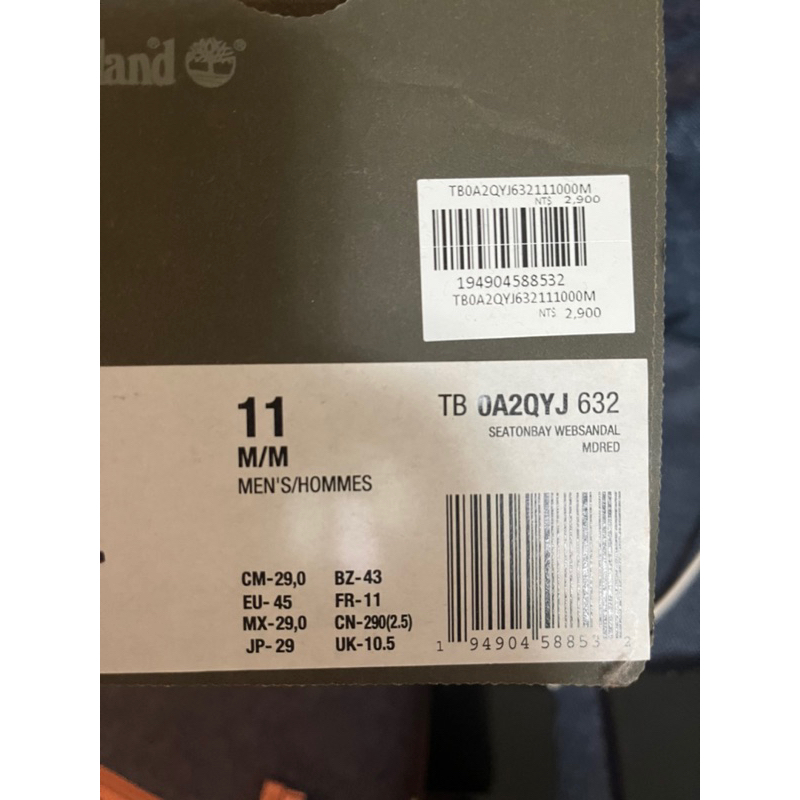 land®
TB0A2QYJ632111000M
NT$ 2,900
194904588532
TB0A2QYJ632111000M
NT$ 2,900
11
M/M
MEN'S/HOMMES
TB 0A2QYJ 632
SEATONBAY WEBSANDAL
MDRED
CM-29,0 BZ-43
EU- 45 FR-11
MX-29,0 CN-290(2.5)
JP- 29 UK-10.5
1 94904 58853 2